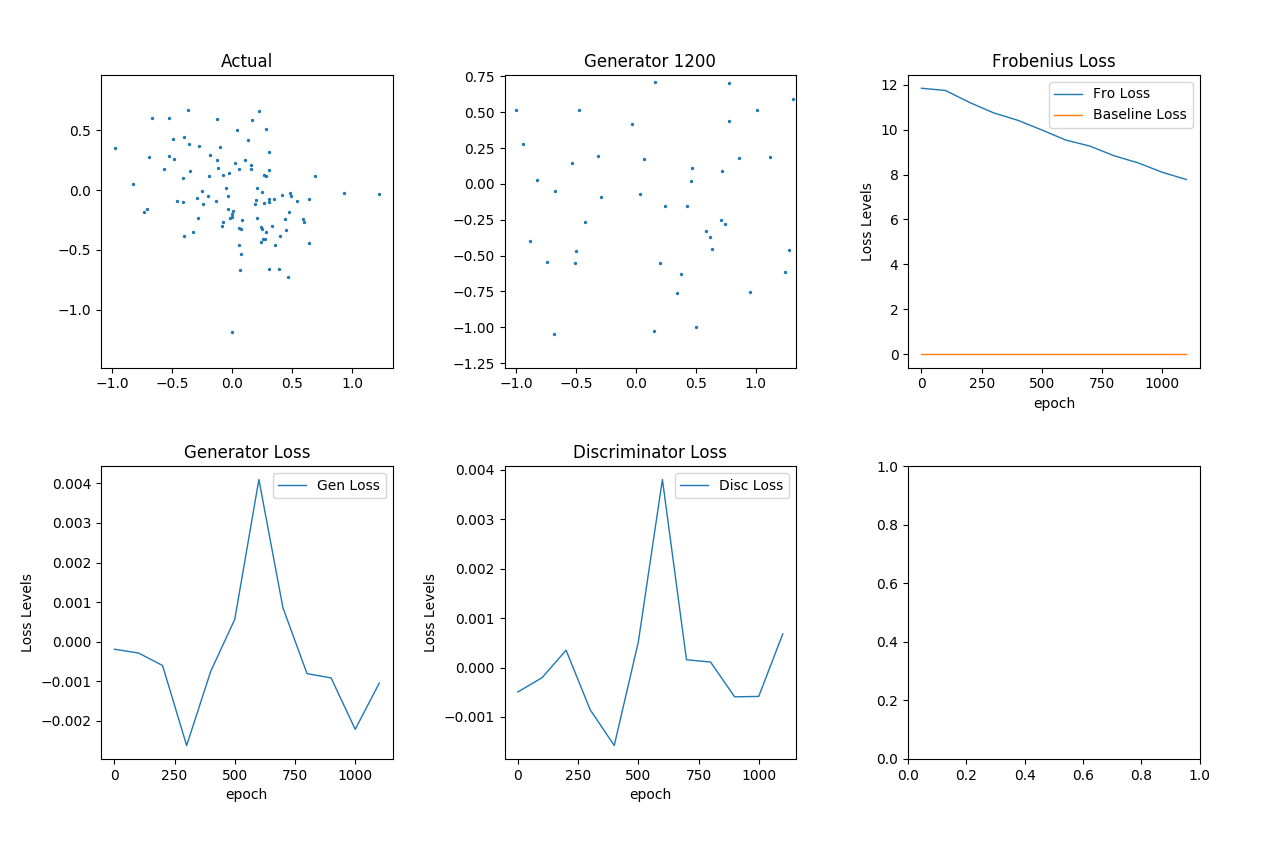 Actual
0.5
0.0
−0.5
−1.0
−1.0 −0.5 0.0 0.5 1.0
Generator 1200
0.75
0.50
0.25
0.00
−0.25
−0.50
−0.75
−1.00
−1.25
−1.0 −0.5 0.0 0.5 1.0
Frobenius Loss
Fro Loss
Baseline Loss
Loss Levels
12
10
8
6
4
2
0
0 250 500 750 1000
epoch
Generator Loss
Gen Loss
Loss Levels
0.004
0.003
0.002
0.001
0.000
−0.001
−0.002
0 250 500 750 1000
epoch
Discriminator Loss
Disc Loss
Loss Levels
0.004
0.003
0.002
0.001
0.000
−0.001
0 250 500 750 1000
epoch
1.0
0.8
0.6
0.4
0.2
0.0
0.0 0.2 0.4 0.6 0.8 1.0